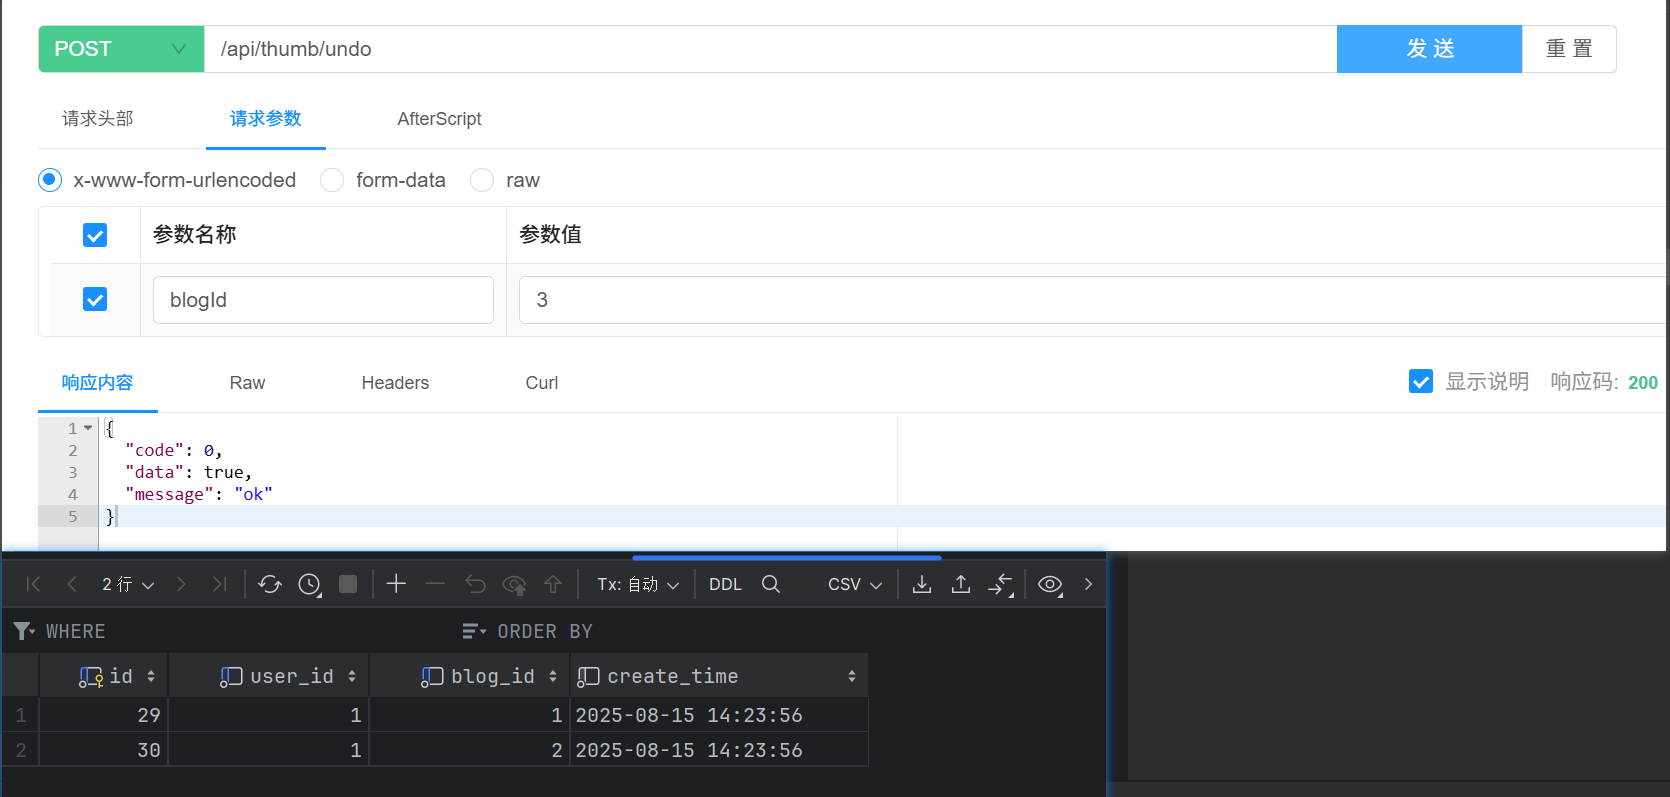 POST /api/thumb/undo 发 送 重 置
请求头部 请求参数 AfterScript
x-www-form-urlencoded form-data raw
参数名称 参数值
blogId 3
响应内容 Raw Headers Curl 显示说明 响应码: 200
1 {
2 "code": 0,
3 "data": true,
4 "message": "ok"
5 }
2 行 Tx: 自动 DDL CSV
WHERE ORDER BY
id user_id blog_id create_time
1 29 1 1 2025-08-15 14:23:56
2 30 1 2 2025-08-15 14:23:56